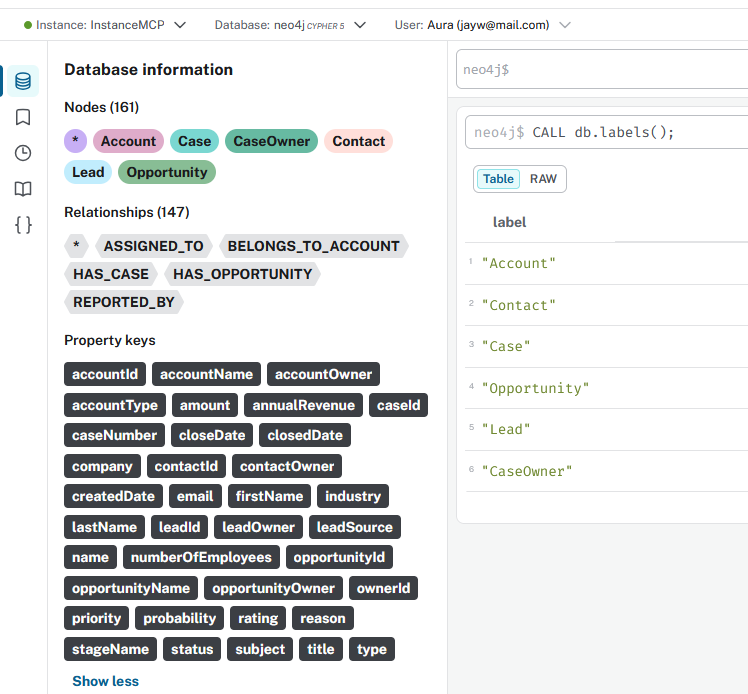 Instance: InstanceMCP Database: neo4j CYPHER 5 User: Aura (jayw@mail.com)
Database information
Nodes (161)
* Account Case CaseOwner Contact
Lead Opportunity
Relationships (147)
* ASSIGNED_TO BELONGS_TO_ACCOUNT
HAS_CASE HAS_OPPORTUNITY
REPORTED_BY
Property keys
accountId accountName accountOwner
accountType amount annualRevenue caseId
caseNumber closeDate closedDate
company contactId contactOwner
createdDate email firstName industry
lastName leadId leadOwner leadSource
name numberOfEmployees opportunityId
opportunityName opportunityOwner ownerId
priority probability rating reason
stageName status subject title type
Show less
neo4j$
neo4j$ CALL db.labels();
Table RAW
label
1 "Account"
2 "Contact"
3 "Case"
4 "Opportunity"
5 "Lead"
6 "CaseOwner"